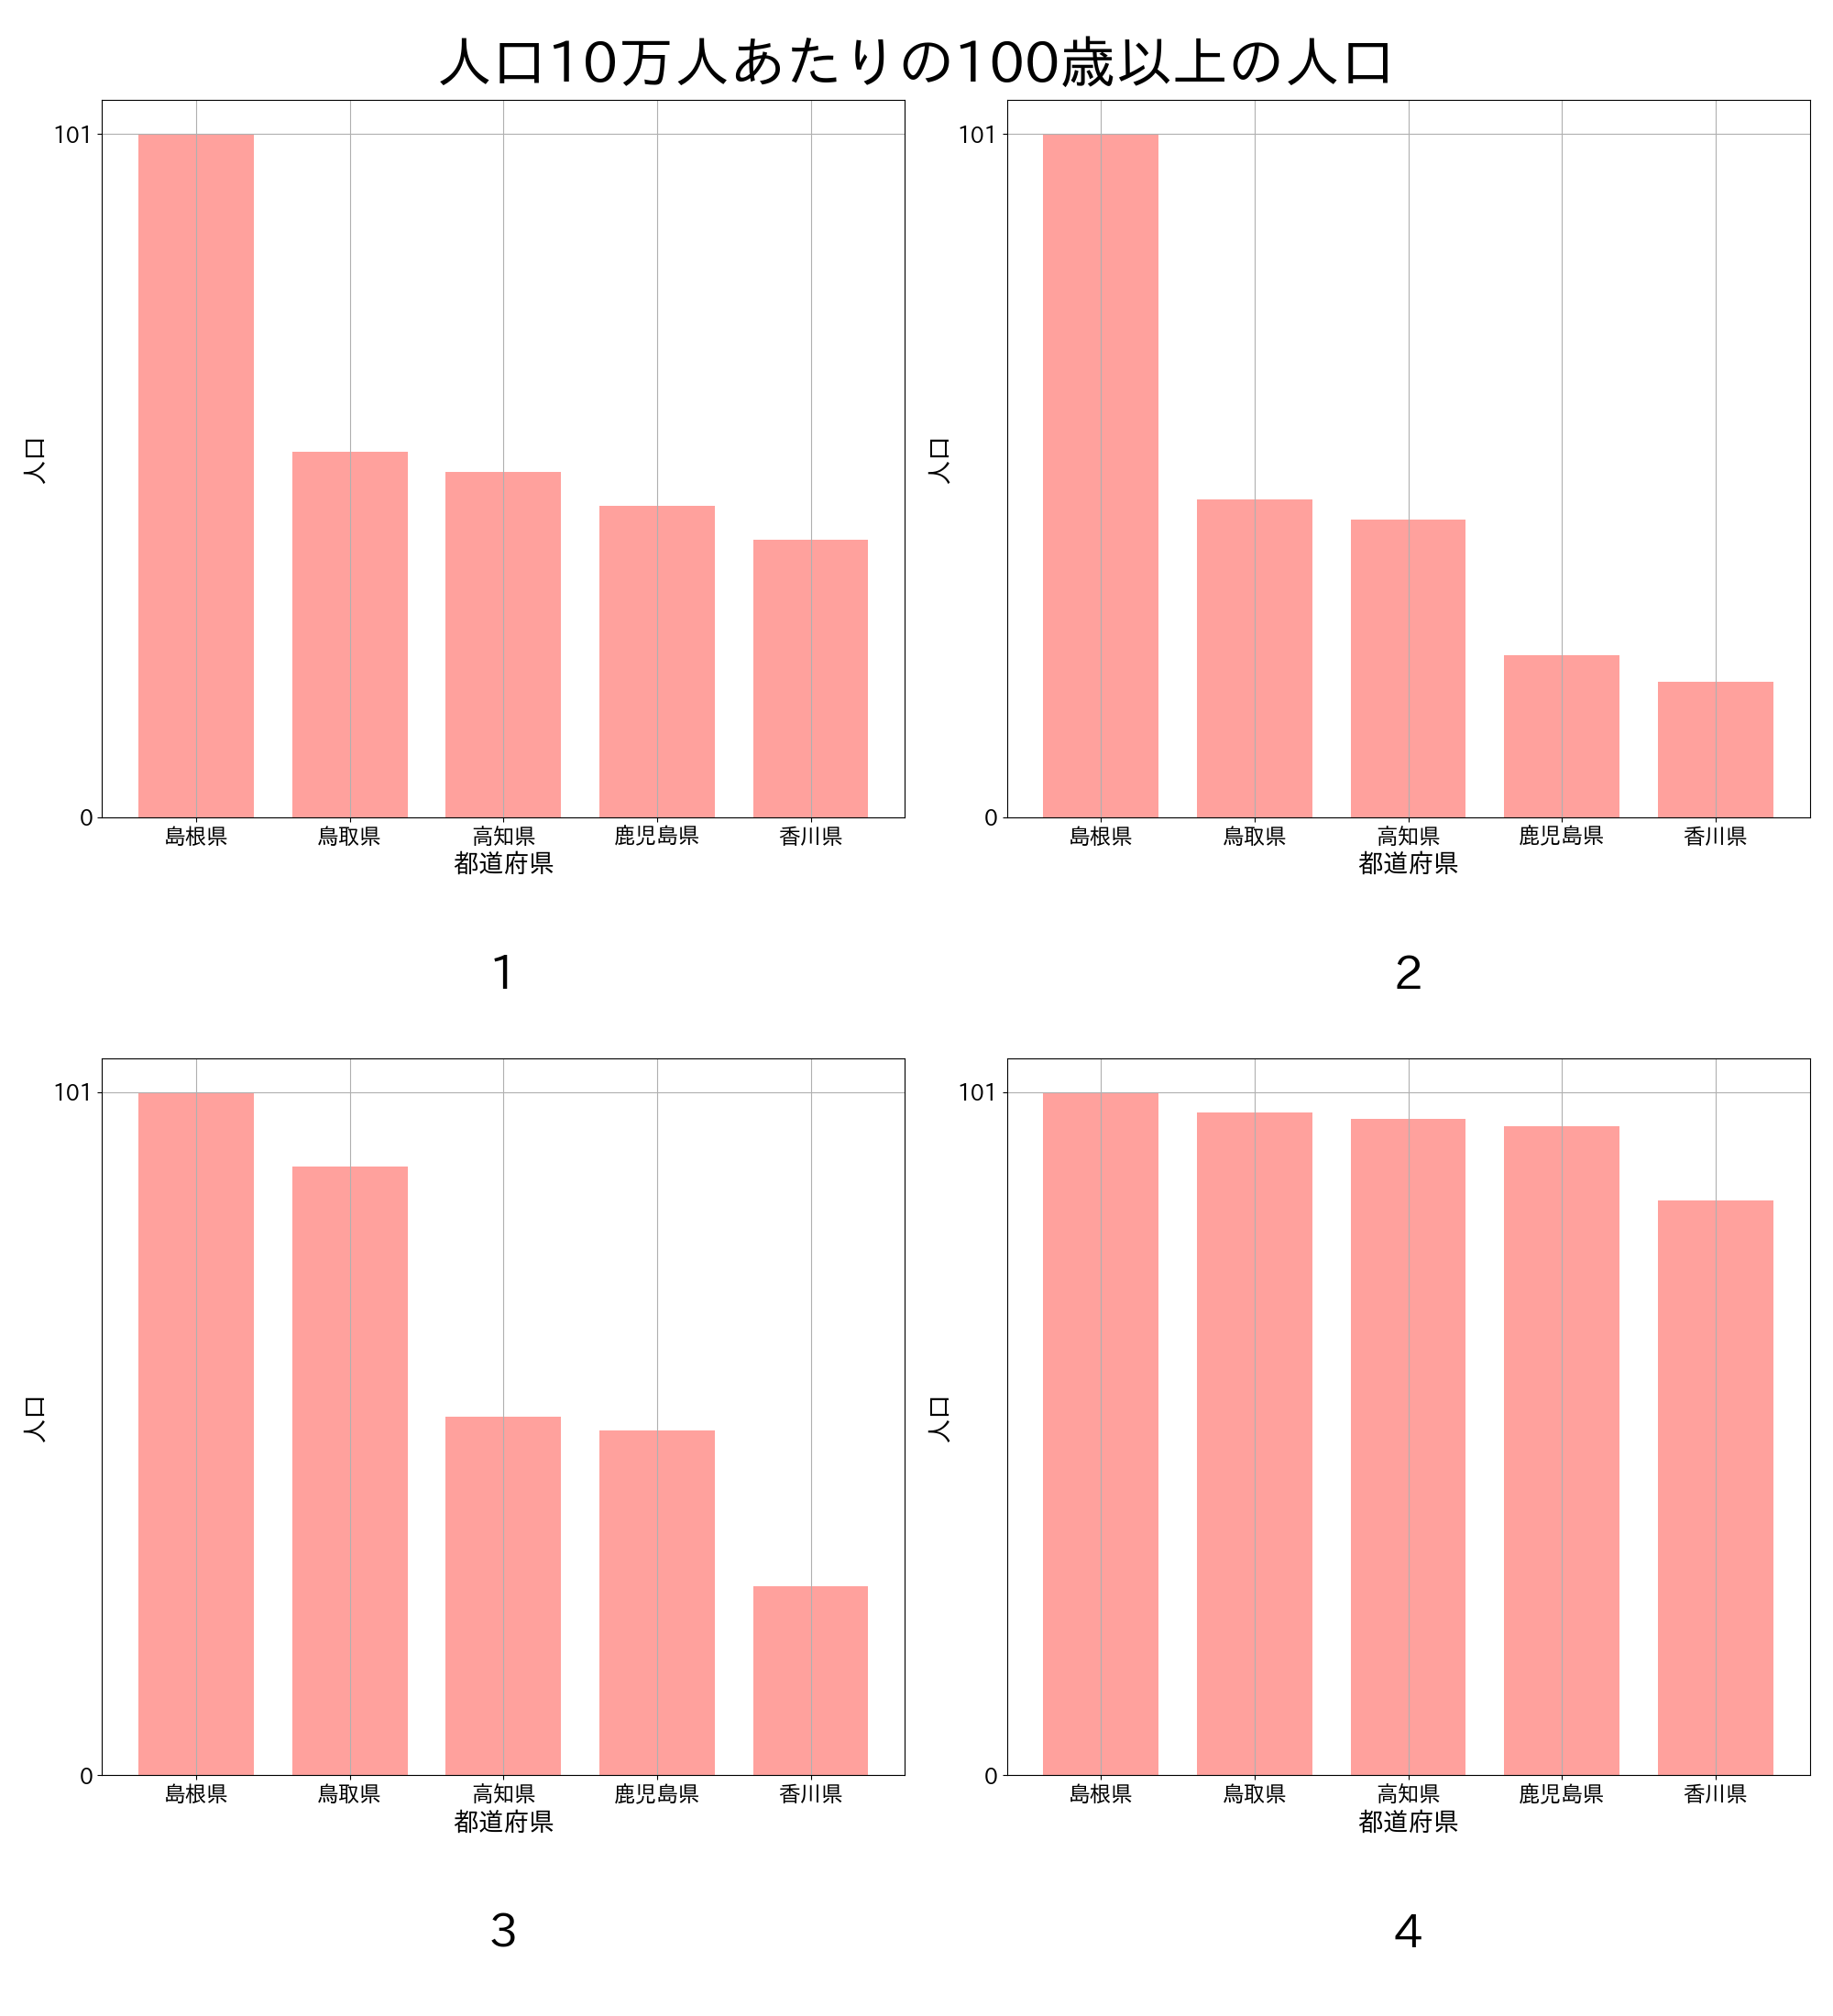 人口10万人あたりの100歳以上の人口
101
人口
0
島根県 鳥取県 高知県 鹿児島県 香川県
都道府県
1
101
人口
0
島根県 鳥取県 高知県 鹿児島県 香川県
都道府県
2
101
人口
0
島根県 鳥取県 高知県 鹿児島県 香川県
都道府県
3
101
人口
0
島根県 鳥取県 高知県 鹿児島県 香川県
都道府県
4